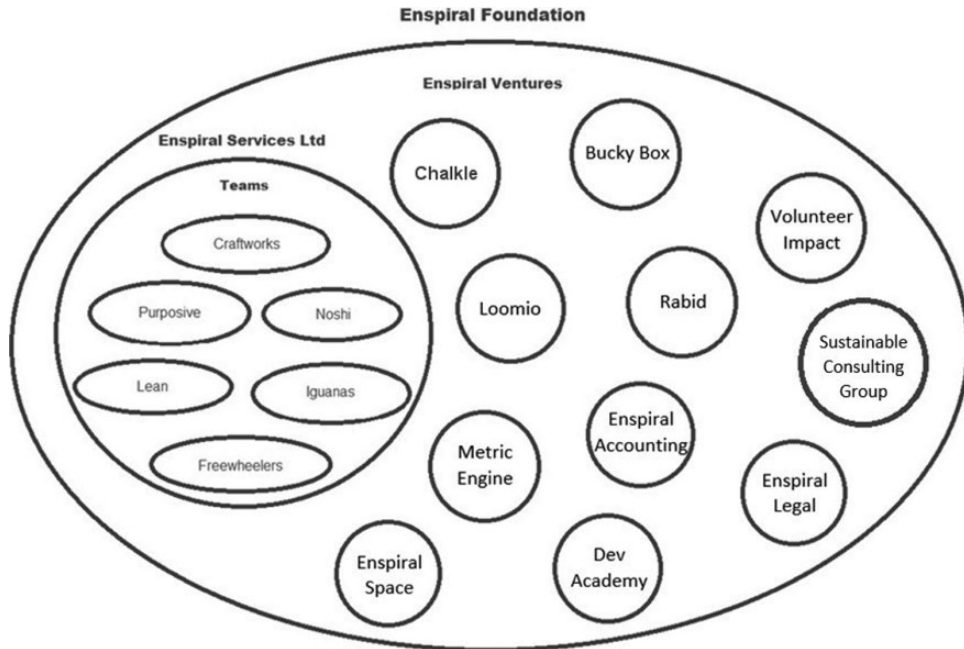 Enspiral Foundation
Enspiral Ventures
Enspiral Services Ltd
Teams
Craftworks
Purposive
Noshi
Lean
Iguanas
Freewheelers
Chalkle
Bucky Box
Volunteer
Impact
Loomio
Rabid
Sustainable
Consulting
Group
Metric
Engine
Enspiral
Accounting
Enspiral
Legal
Enspiral
Space
Dev
Academy